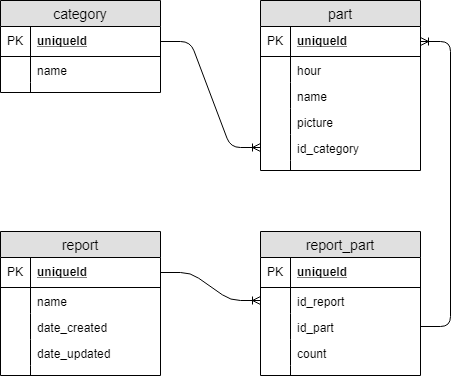 category
PK uniqueId
name
part
PK uniqueId
hour
name
picture
id_category
report
PK uniqueId
name
date_created
date_updated
report_part
PK uniqueId
id_report
id_part
count